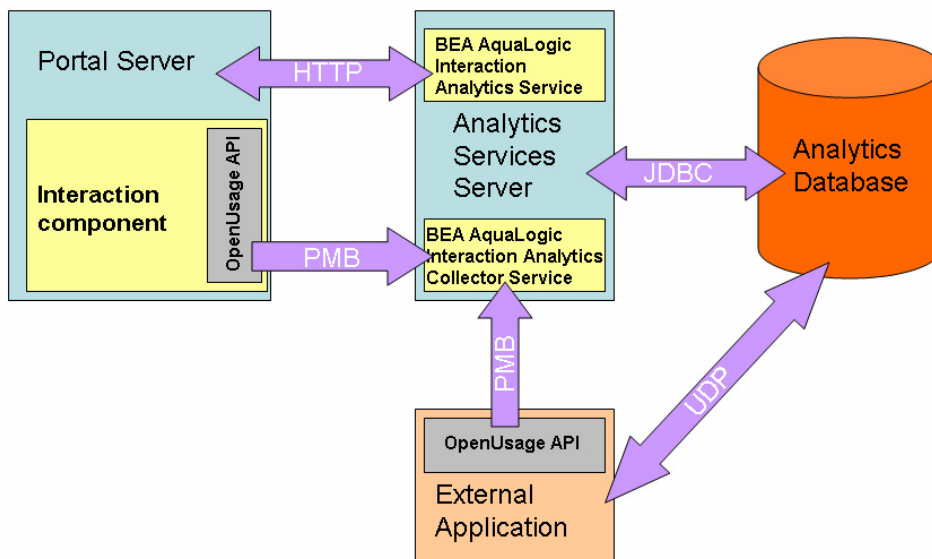 Portal Server
HTTP
BEA AquaLogic
Interaction
Analytics Service
Analytics
Services
Server
JDBC
Analytics
Database
Interaction
component
OpenUsage API
PMB
BEA AquaLogic
Interaction Analytics
Collector Service
PMB
UDP
OpenUsage API
External
Application